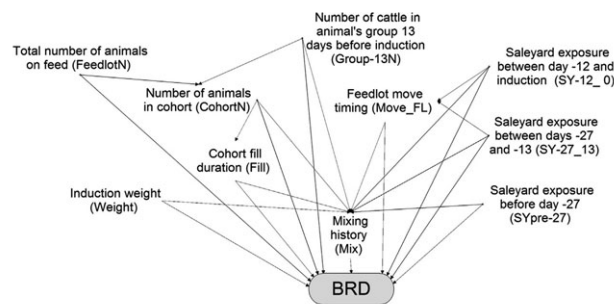 Total number of animals
on feed (FeedlotN)
Number of cattle in
animal's group 13
days before induction
(Group-13N)
Saleyard exposure
between day -12 and
induction (SY-12_ 0)
Number of animals
in cohort (CohortN)
Feedlot move
timing (Move_FL)
Saleyard exposure
between days -27
and -13 (SY-27_13)
Cohort fill
duration (Fill)
Induction weight
(Weight)
Mixing
history
(Mix)
Saleyard exposure
before day -27
(SYpre-27)
BRD